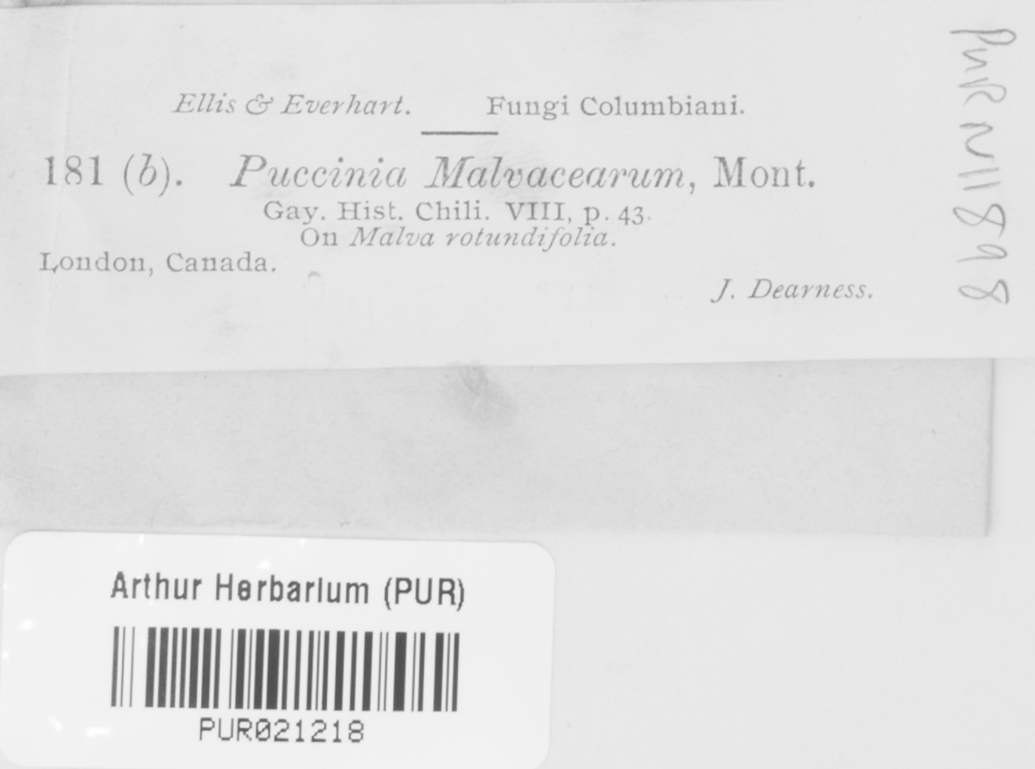 Ellis & Everhart. Fungi Columbiani.
181 (b). Puccinia Malvacearum, Mont.
Gay. Hist. Chili. VIII, p. 43.
On Malva rotundifolia.
London, Canada.
J. Dearness.
PUR N11898
Arthur Herbarium (PUR)
PUR021218